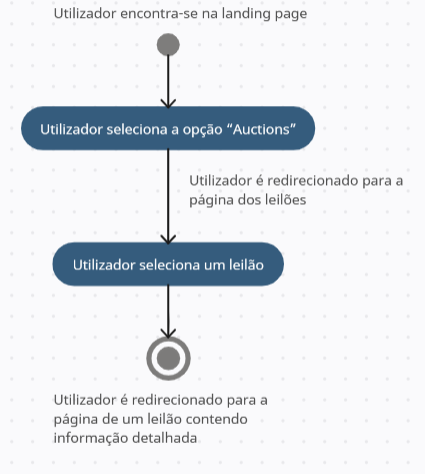 Utilizador encontra-se na landing page
Utilizador seleciona a opção “Auctions”
Utilizador é redirecionado para a
página dos leilões
Utilizador seleciona um leilão
Utilizador é redirecionado para a
página de um leilão contendo
informação detalhada